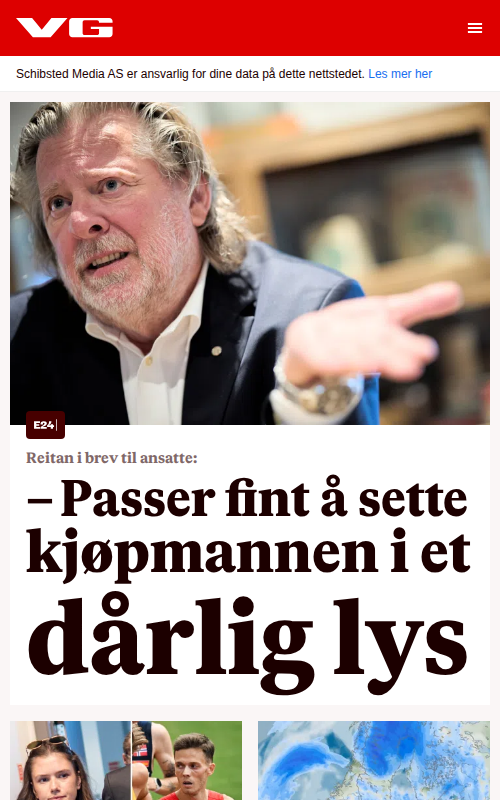 VG
Schibsted Media AS er ansvarlig for dine data på dette nettstedet. Les mer her
E24
Reitan i brev til ansatte:
– Passer fint å sette
kjøpmannen i et
dårlig lys